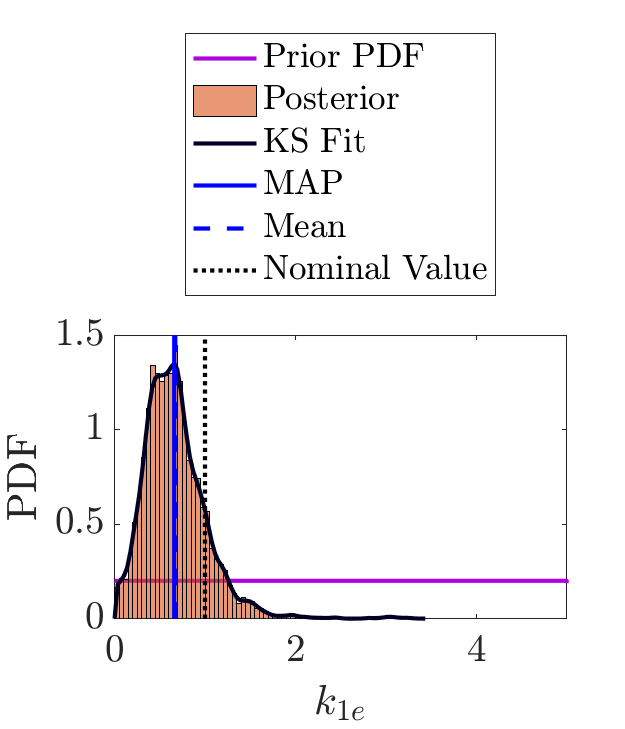 Prior PDF
Posterior
KS Fit
MAP
Mean
Nominal Value
1.5
1
0.5
0
PDF
0 2 4
k1e